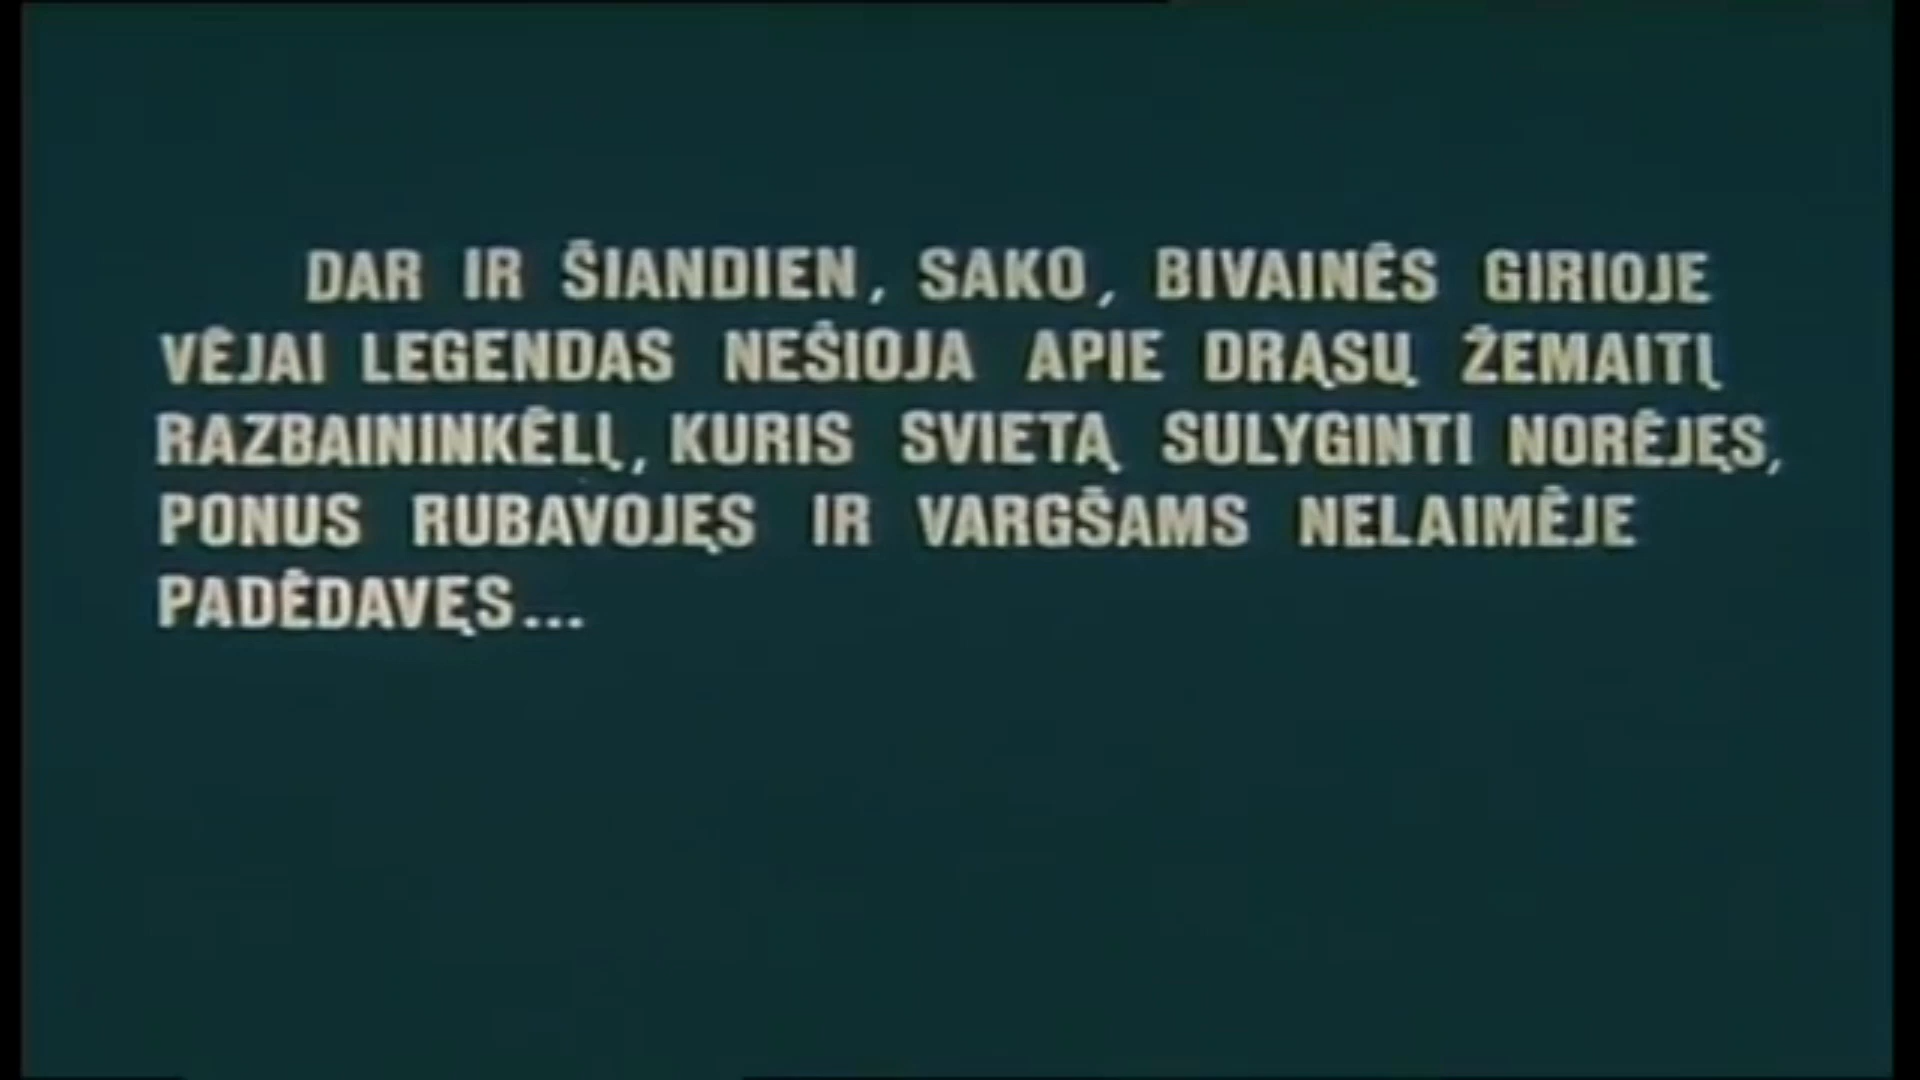 DAR IR ŠIANDIEN, SAKO, BIVAINĖS GIRIOJE
VĖJAI LEGENDAS NEŠIOJA APIE DRĄSŲ ŽEMAITĮ
RAZBAININKĖLĮ, KURIS SVIETĄ SULYGINTI NORĖJĘS,
PONUS RUBAVOJĘS IR VARGŠAMS NELAIMĖJE
PADĖDAVĘS...